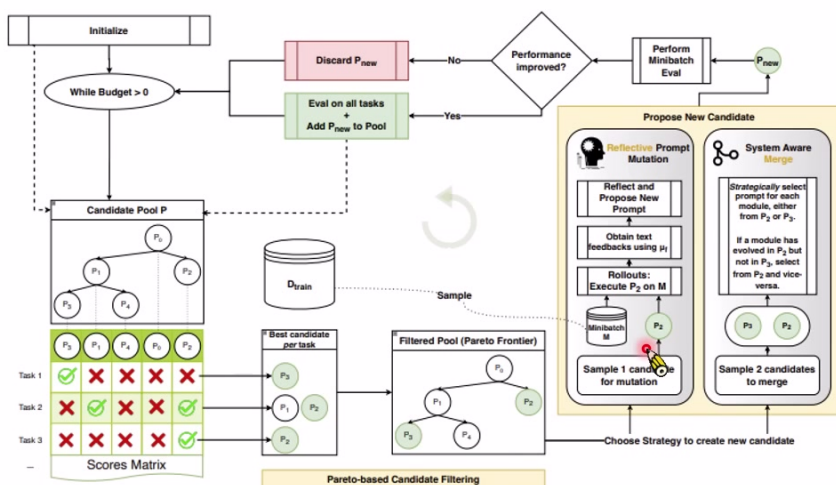 Initialize
While Budget > 0
Discard Pnew
Eval on all tasks
+
Add Pnew to Pool
No
Yes
Performance
improved?
Perform
Minibatch
Eval
Pnew
Propose New Candidate
Reflective Prompt
Mutation
Reflect and
Propose New
Prompt
Obtain text
feedbacks using μf
Rollouts:
Execute P2 on M
Minibatch
M
P2
Sample 1 candidate
for mutation
System Aware
Merge
Strategically select
prompt for each
module, either
from P2 or P3.
If a module has
evolved in P2 but
not in P3, select
from P2 and vice-
versa.
P3 P2
Sample 2 candidates
to merge
Candidate Pool P
P0
P1 P2
P3 P4
Dtrain
Sample
P3 P1 P4 P0 P2
Task 1
Task 2
Task 3
...
Scores Matrix
Best candidate
per task
P3
P1 P2
P2
Filtered Pool (Pareto Frontier)
P0
P1 P2
P3 P4
Choose Strategy to create new candidate
Pareto-based Candidate Filtering